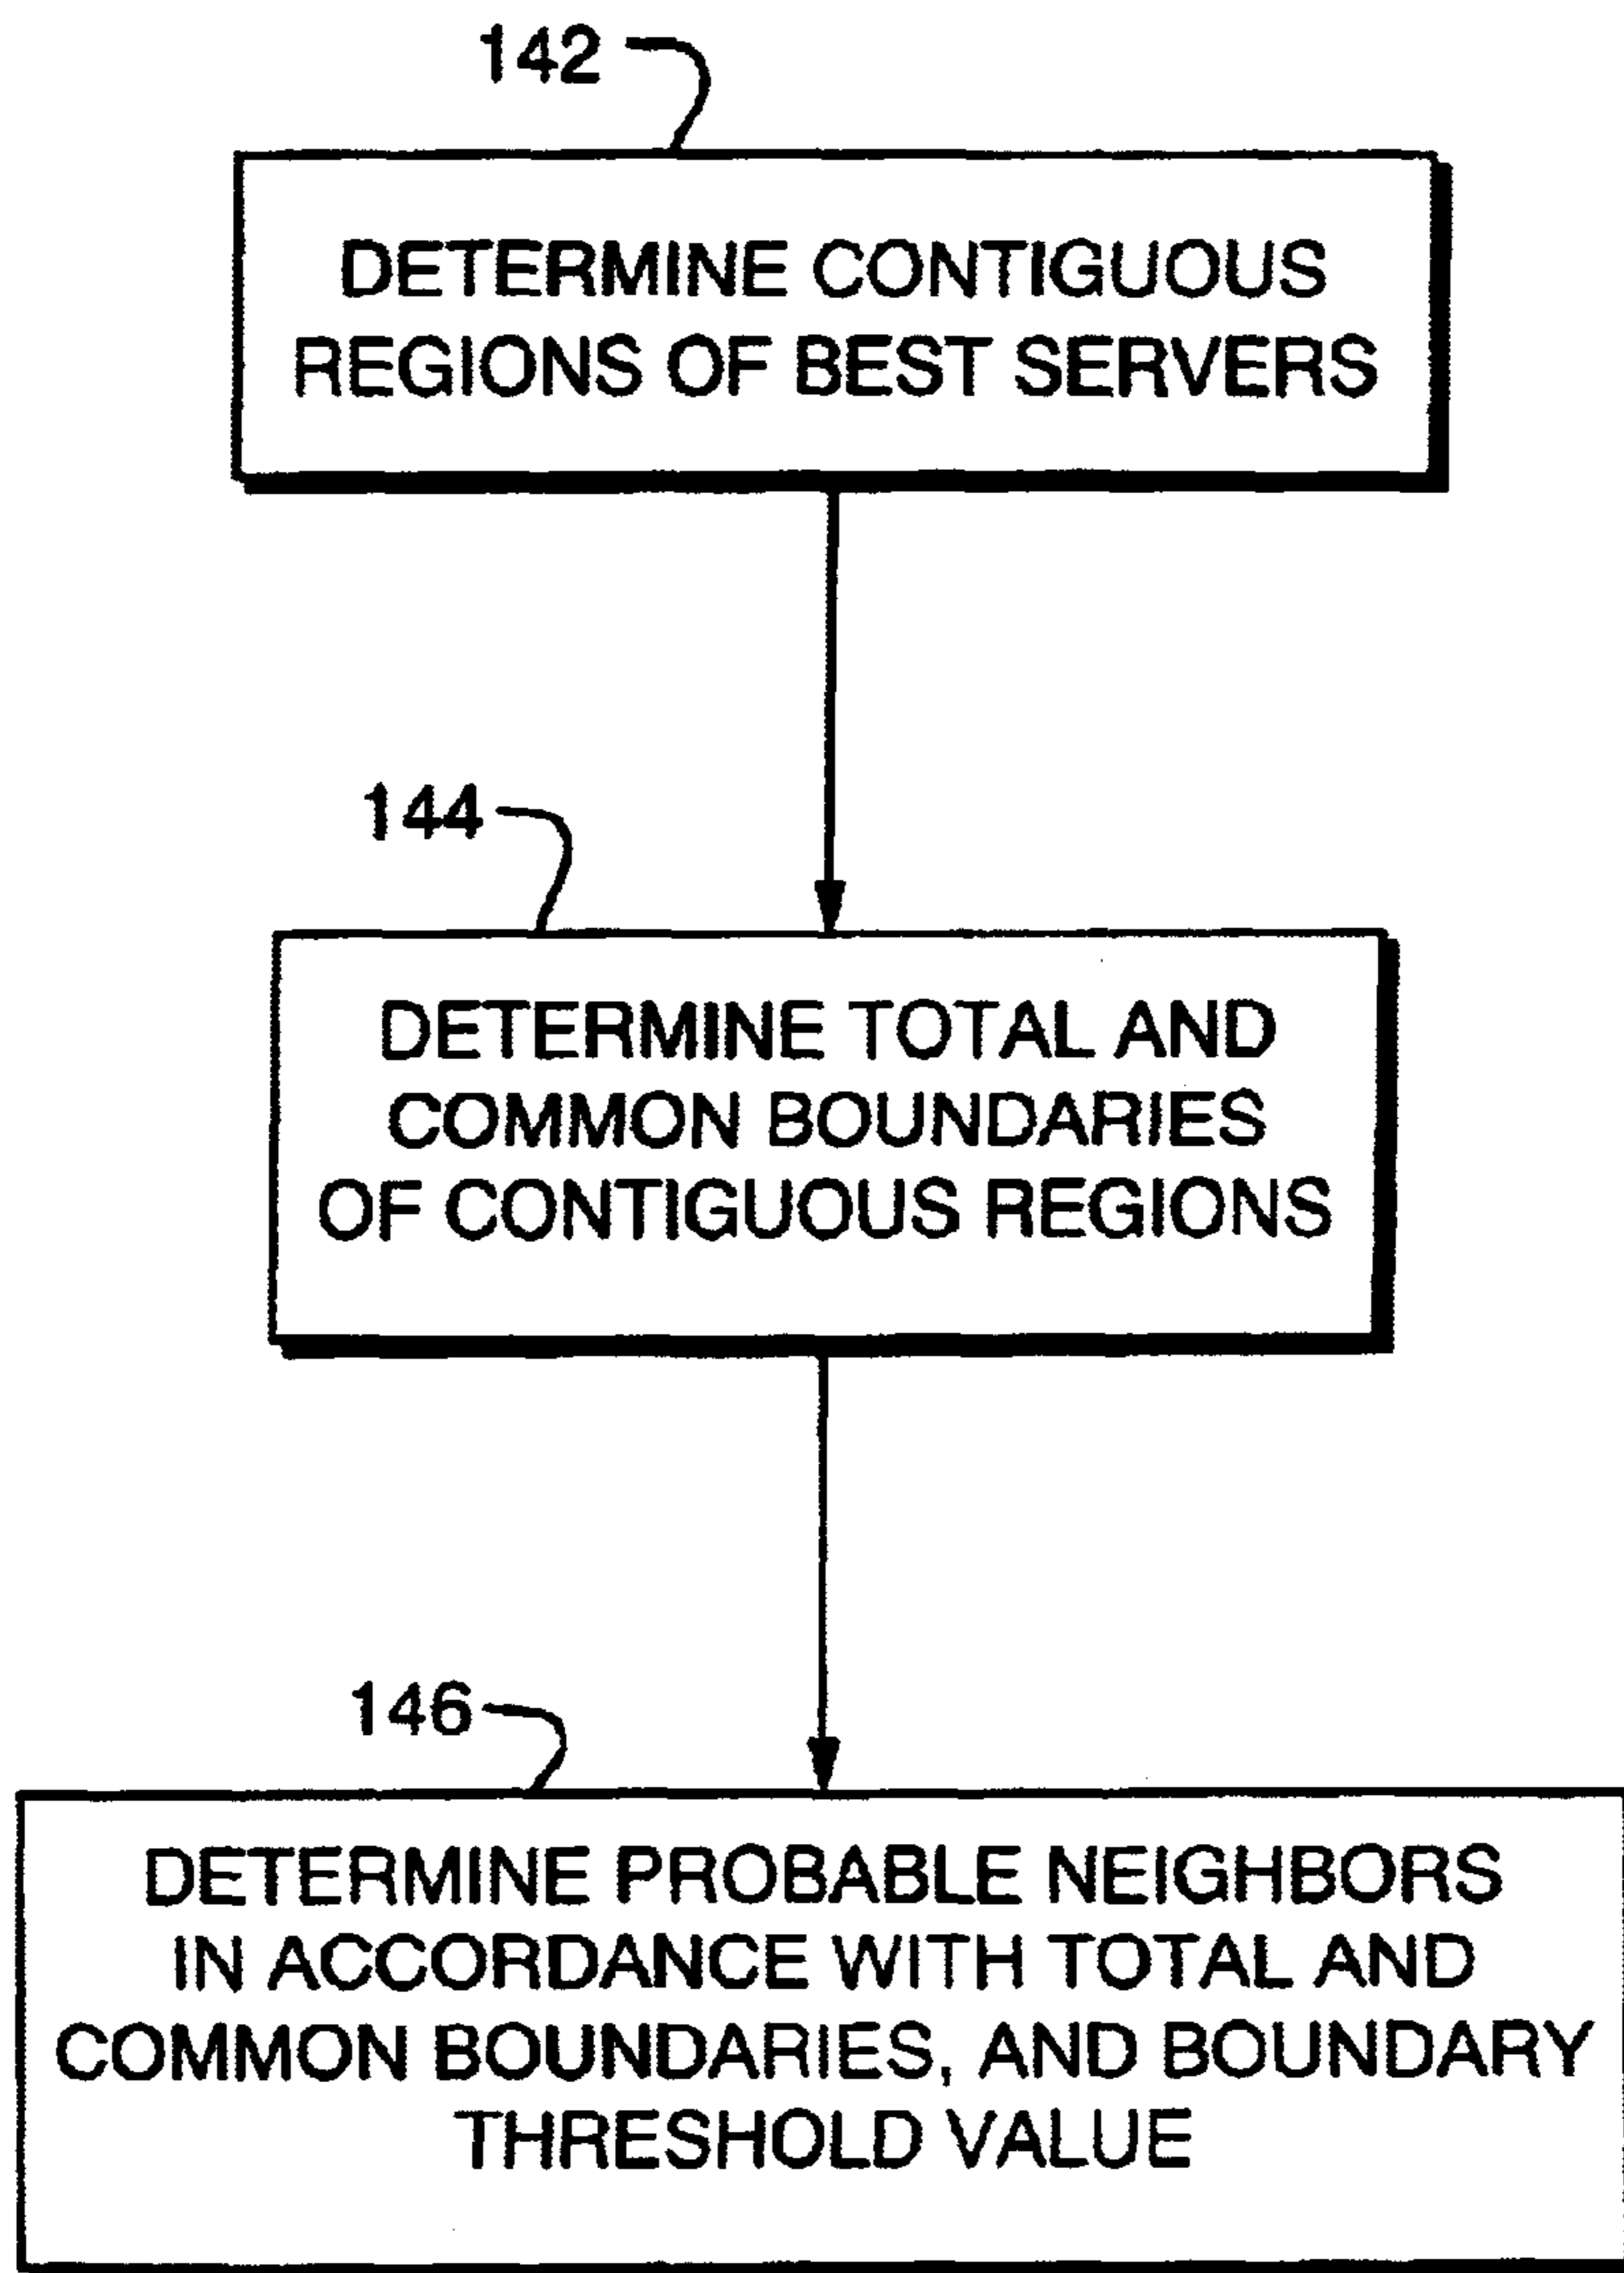 142
DETERMINE CONTIGUOUS
REGIONS OF BEST SERVERS
144
DETERMINE TOTAL AND
COMMON BOUNDARIES
OF CONTIGUOUS REGIONS
146
DETERMINE PROBABLE NEIGHBORS
IN ACCORDANCE WITH TOTAL AND
COMMON BOUNDARIES, AND BOUNDARY
THRESHOLD VALUE